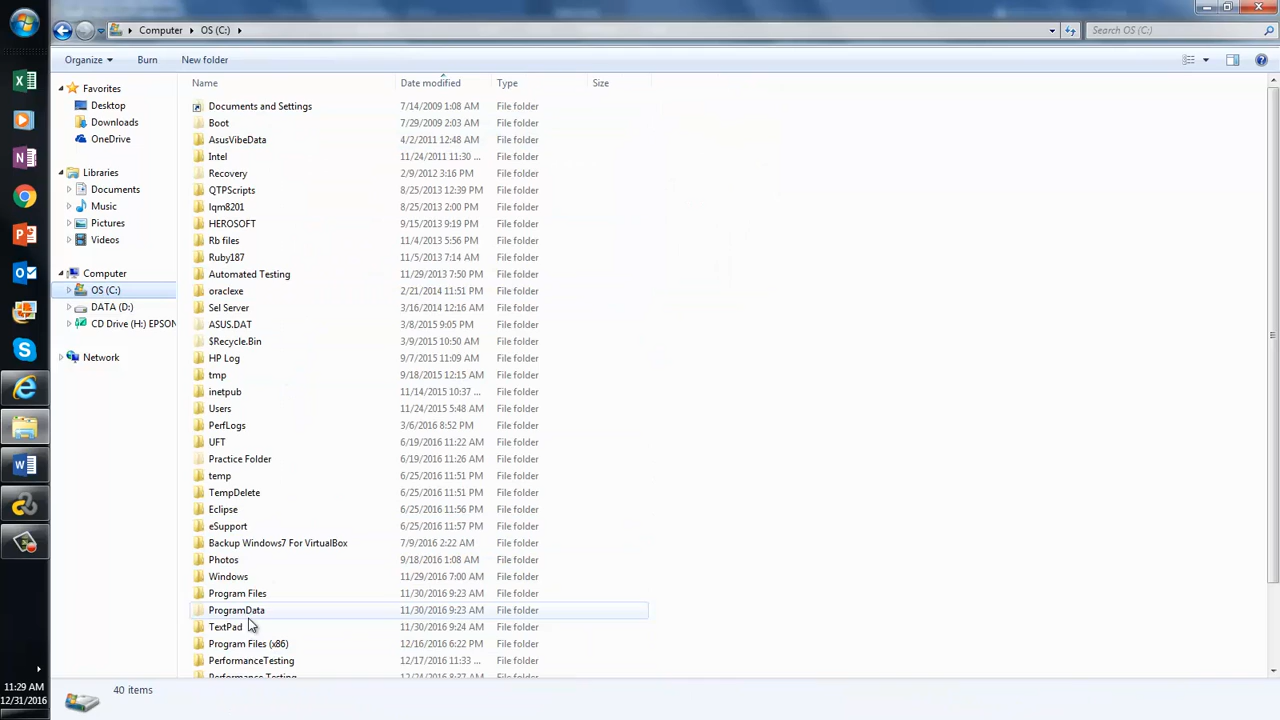 Computer OS (C:) Search OS (C:)
Organize Burn New folder
Name Date modified Type Size
Favorites
Desktop
Downloads
OneDrive
Libraries
Documents
Music
Pictures
Videos
Computer
OS (C:)
DATA (D:)
CD Drive (H:) EPSON
Network
Documents and Settings 7/14/2009 1:08 AM File folder
Boot 7/29/2009 2:03 AM File folder
AsusVibeData 4/2/2011 12:48 AM File folder
Intel 11/24/2011 11:30 ... File folder
Recovery 2/9/2012 3:16 PM File folder
QTPScripts 8/25/2013 12:39 PM File folder
lqm8201 8/25/2013 2:00 PM File folder
HEROSOFT 9/15/2013 9:19 PM File folder
Rb files 11/4/2013 5:56 PM File folder
Ruby187 11/5/2013 7:14 AM File folder
Automated Testing 11/29/2013 7:50 PM File folder
oraclexe 2/21/2014 11:51 PM File folder
Sel Server 3/16/2014 12:16 AM File folder
ASUS.DAT 3/8/2015 9:05 PM File folder
$Recycle.Bin 3/9/2015 10:50 AM File folder
HP Log 9/7/2015 11:09 AM File folder
tmp 9/18/2015 12:15 AM File folder
inetpub 11/14/2015 10:37 ... File folder
Users 11/24/2015 5:48 AM File folder
PerfLogs 3/6/2016 8:52 PM File folder
UFT 6/19/2016 11:22 AM File folder
Practice Folder 6/19/2016 11:26 AM File folder
temp 6/25/2016 11:51 PM File folder
TempDelete 6/25/2016 11:51 PM File folder
Eclipse 6/25/2016 11:56 PM File folder
eSupport 6/25/2016 11:57 PM File folder
Backup Windows7 For VirtualBox 7/9/2016 2:22 AM File folder
Photos 9/18/2016 1:08 AM File folder
Windows 11/29/2016 7:00 AM File folder
Program Files 11/30/2016 9:23 AM File folder
ProgramData 11/30/2016 9:23 AM File folder
TextPad 11/30/2016 9:24 AM File folder
Program Files (x86) 12/16/2016 6:22 PM File folder
PerformanceTesting 12/17/2016 11:33 ... File folder
Performance Testing 12/24/2016 8:37 AM File folder
40 items
11:29 AM
12/31/2016